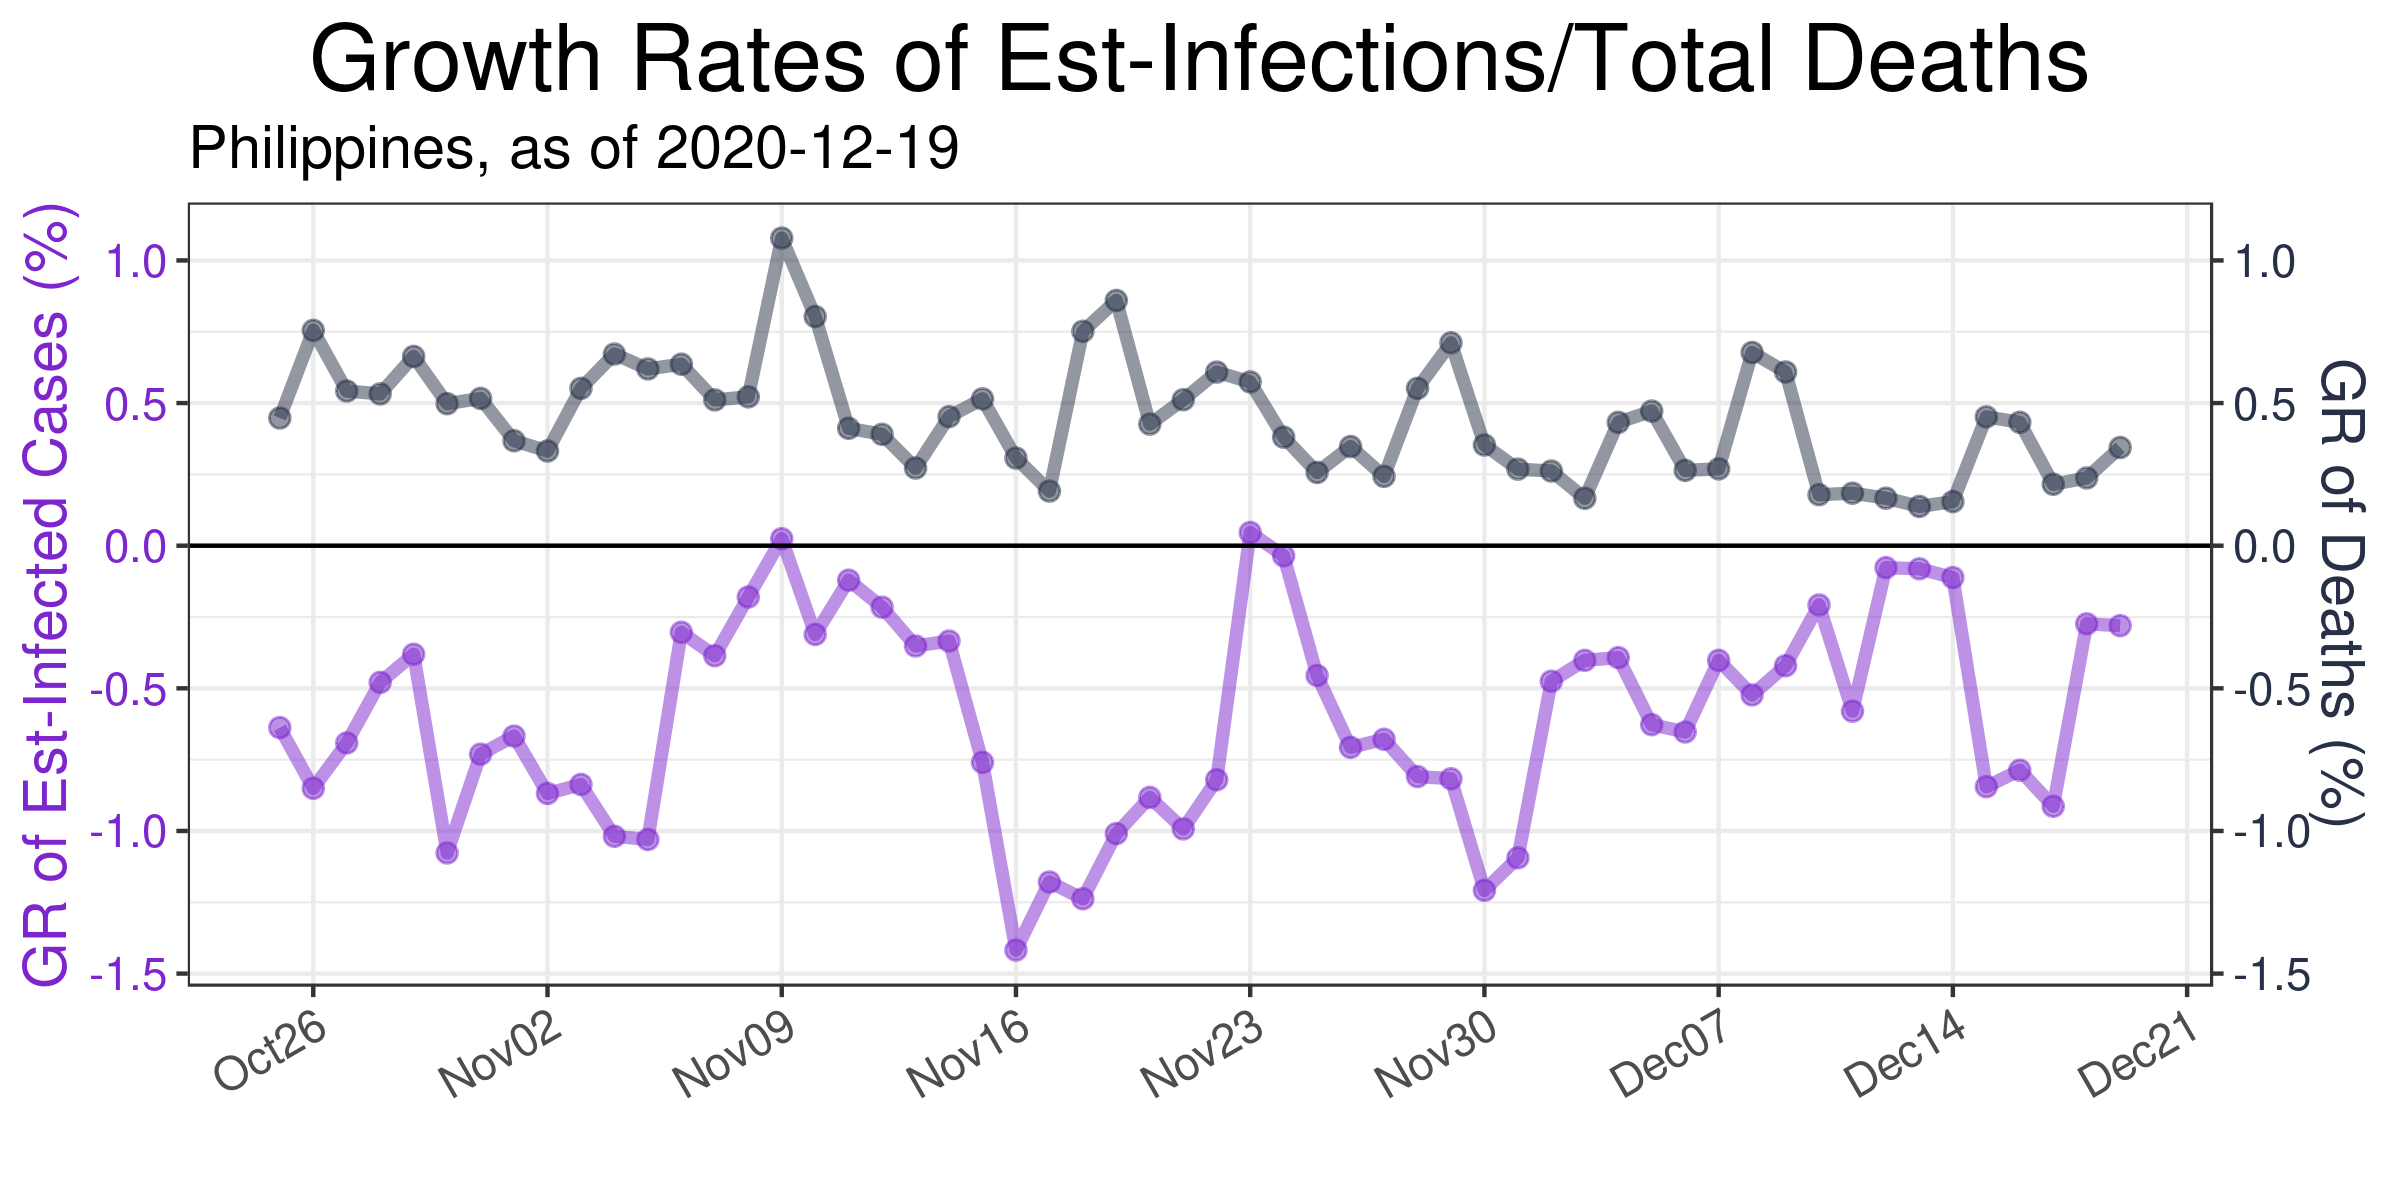 Growth Rates of Est-Infections/Total Deaths
Philippines, as of 2020-12-19
GR of Est-Infected Cases (%)
1.0
0.5
0.0
-0.5
-1.0
-1.5
1.0
0.5
0.0
-0.5
-1.0
-1.5
GR of Deaths (%)
Oct26
Nov02
Nov09
Nov16
Nov23
Nov30
Dec07
Dec14
Dec21